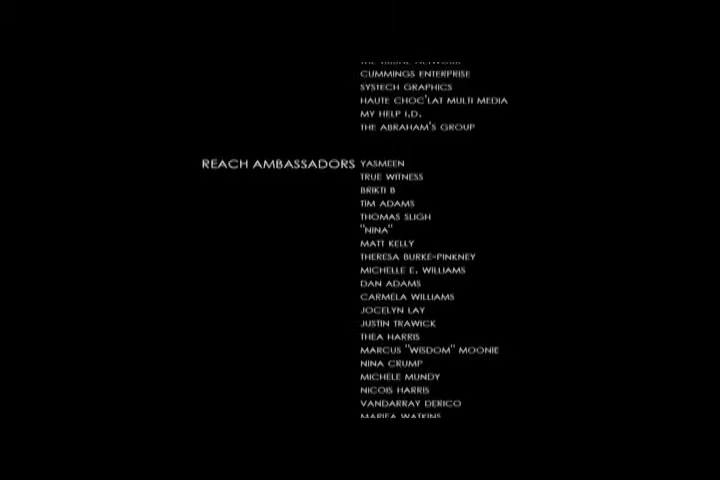 CUMMINGS ENTERPRISE
SYSTECH GRAPHICS
HAUTE CHOC'LAT MULTI MEDIA
MY HELP I.D.
THE ABRAHAM'S GROUP
REACH AMBASSADORS YASMEEN
TRUE WITNESS
BRIKTI B
TIM ADAMS
THOMAS SLIGH
"NINA"
MATT KELLY
THERESA BURKE-PINKNEY
MICHELLE E. WILLIAMS
DAN ADAMS
CARMELA WILLIAMS
JOCELYN LAY
JUSTIN TRAWICK
THEA HARRIS
MARCUS "WISDOM" MOONIE
NINA CRUMP
MICHELE MUNDY
NICOIS HARRIS
VANDARRAY DERICO
WATKINS